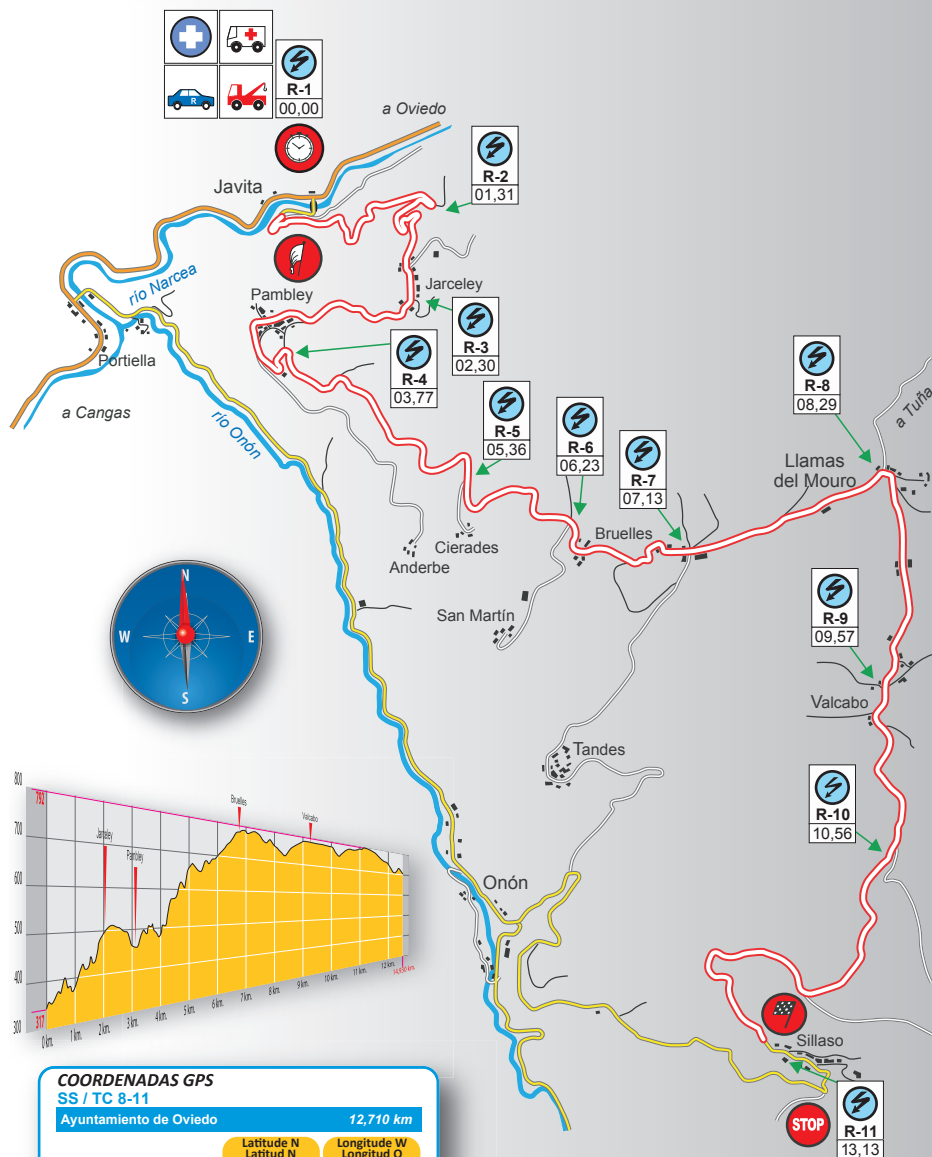 R
R-1
00,00
a Oviedo
R-2
01,31
Javita
río Narcea
Pambley
Jarceley
R-3
02,30
Portiella
R-4
03,77
R-8
08,29
a Tuña
a Cangas
río Onón
R-5
05,36
R-6
06,23
R-7
07,13
Llamas
del Mouro
Bruelles
Cierades
Anderbe
N
W
E
S
San Martín
R-9
09,57
Valcabo
Tandes
R-10
10,56
800
792
700
600
500
400
300
317
Jarceley
Pambley
Bruelles
Valcabo
0 km.
1 km.
2 km.
3 km.
4 km.
5 km.
6 km.
7 km.
8 km.
9 km.
10 km.
11 km.
12 km.
Onón
Sillaso
STOP
R-11
13,13
COORDENADAS GPS
SS / TC 8-11
Ayuntamiento de Oviedo 12,710 km
Latitude N Longitude W
Latitud N Longitud O